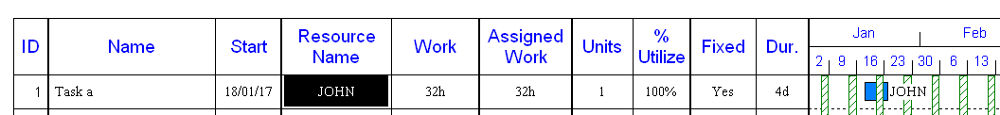 ID Name Start Resource Name Work Assigned Work Units % Utilize Fixed Dur. Jan Feb
2 9 16 23 30 6 13
1 Task a 18/01/17 JOHN 32h 32h 1 100% Yes 4d JOHN